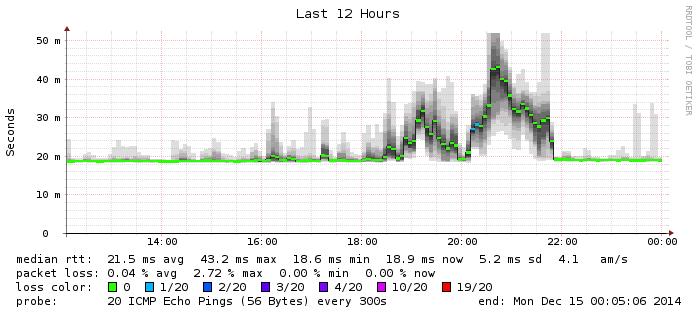 Last 12 Hours
RRDTOOL / TOBI OETIKER
Seconds
50 m
40 m
30 m
20 m
10 m
0
14:00 16:00 18:00 20:00 22:00 00:00
median rtt: 21.5 ms avg 43.2 ms max 18.6 ms min 18.9 ms now 5.2 ms sd 4.1 am/s
packet loss: 0.04 % avg 2.72 % max 0.00 % min 0.00 % now
loss color: 0 1/20 2/20 3/20 4/20 10/20 19/20
probe: 20 ICMP Echo Pings (56 Bytes) every 300s end: Mon Dec 15 00:05:06 2014